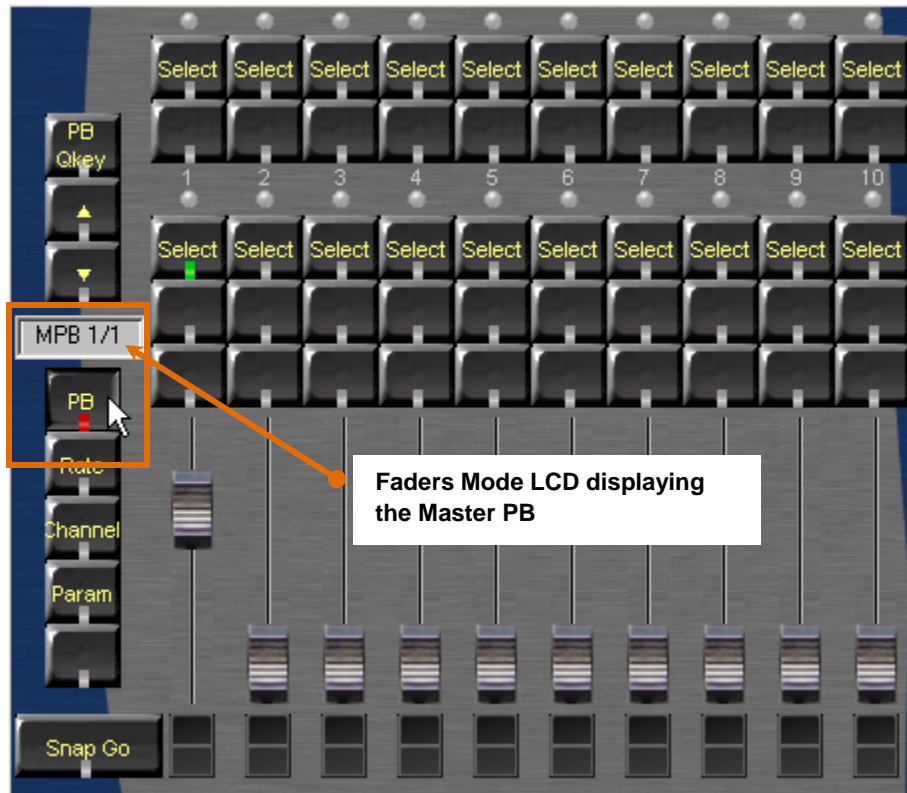 Select Select Select Select Select Select Select Select Select Select
PB
Qkey
1 2 3 4 5 6 7 8 9 10
▲
Select Select Select Select Select Select Select Select Select Select
▼
MPB 1/1
PB
Rate
Faders Mode LCD displaying
the Master PB
Channel
Param
Snap Go